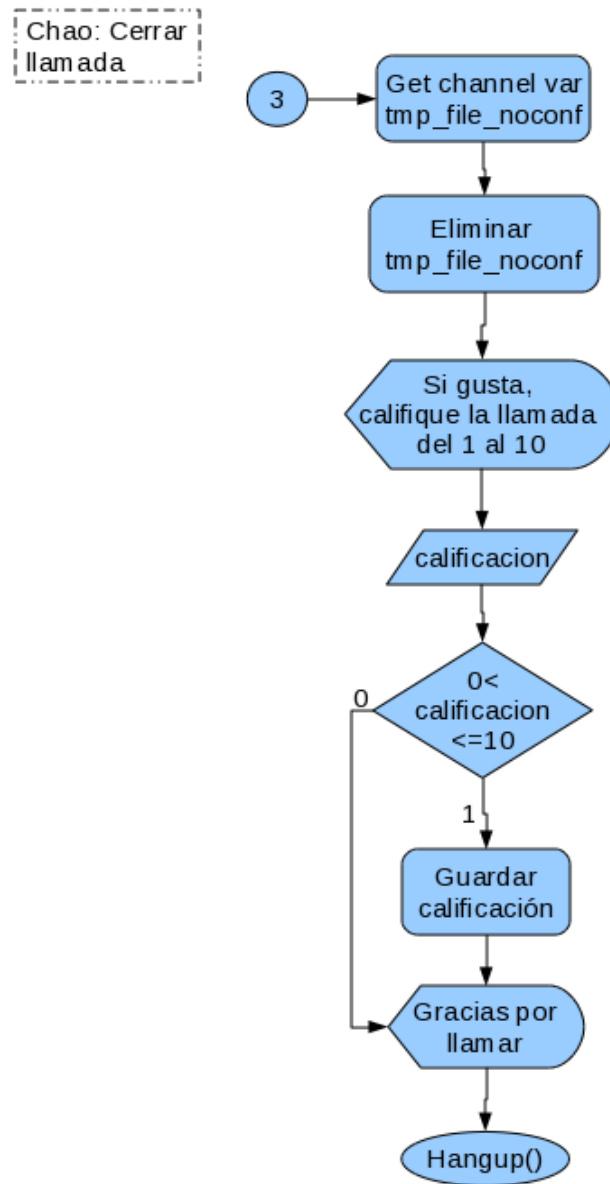 Chao: Cerrar
llamada
3
Get channel var
tmp_file_noconf
Eliminar
tmp_file_noconf
Si gusta,
califique la llamada
del 1 al 10
calificacion
0<
calificacion
<=10
0
1
Guardar
calificación
Gracias por
llamar
Hangup()